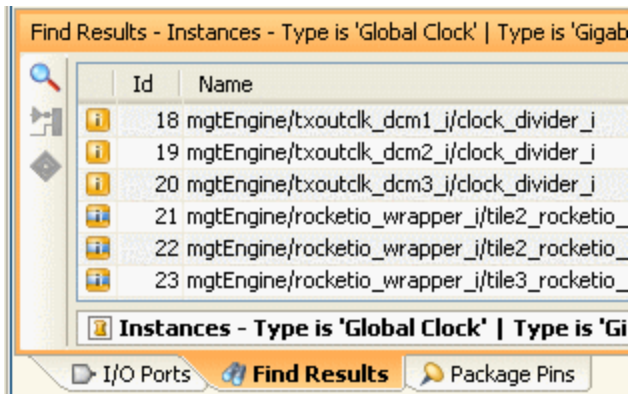 Find Results - Instances - Type is 'Global Clock' | Type is 'Gigab
Id Name
18 mgtEngine/txoutclk_dcm1_i/clock_divider_i
19 mgtEngine/txoutclk_dcm2_i/clock_divider_i
20 mgtEngine/txoutclk_dcm3_i/clock_divider_i
21 mgtEngine/rocketio_wrapper_i/tile2_rocketio_
22 mgtEngine/rocketio_wrapper_i/tile2_rocketio_
23 mgtEngine/rocketio_wrapper_i/tile3_rocketio_
Instances - Type is 'Global Clock' | Type is 'Gi
I/O Ports Find Results Package Pins